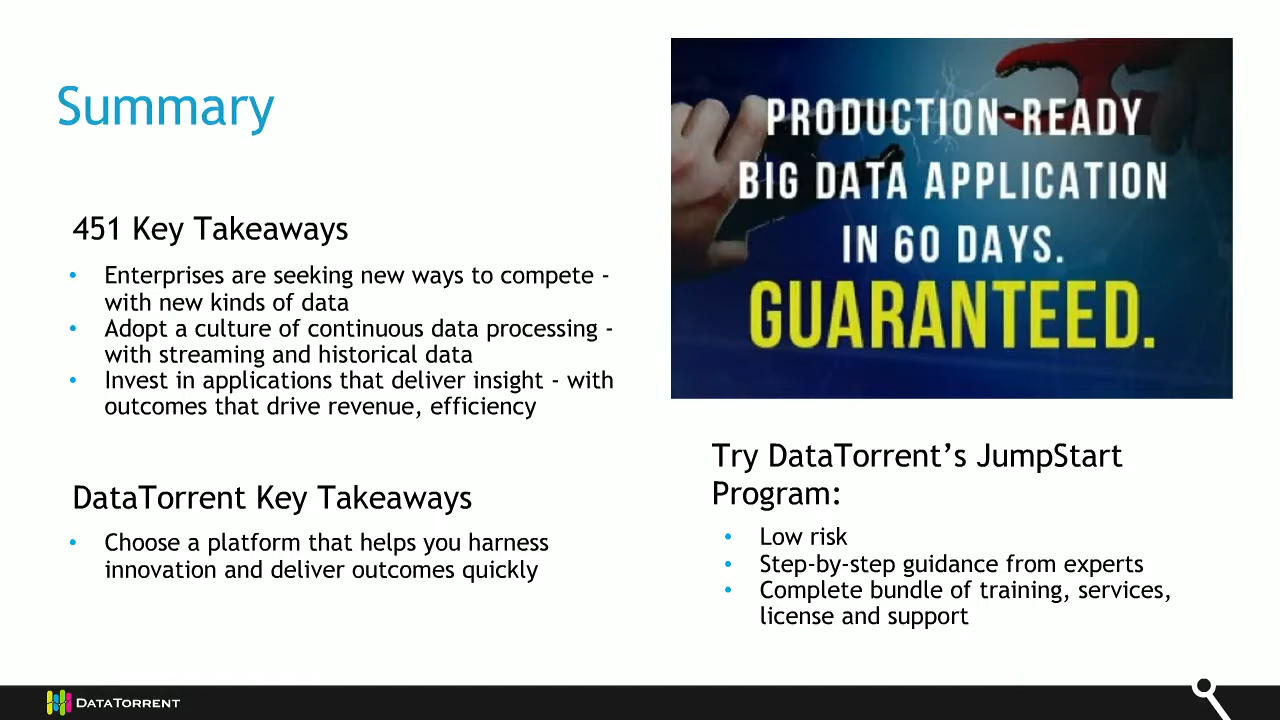 Summary
451 Key Takeaways
• Enterprises are seeking new ways to compete -
with new kinds of data
• Adopt a culture of continuous data processing -
with streaming and historical data
• Invest in applications that deliver insight - with
outcomes that drive revenue, efficiency
DataTorrent Key Takeaways
• Choose a platform that helps you harness
innovation and deliver outcomes quickly
PRODUCTION-READY
BIG DATA APPLICATION
IN 60 DAYS.
GUARANTEED.
Try DataTorrent’s JumpStart
Program:
• Low risk
• Step-by-step guidance from experts
• Complete bundle of training, services,
license and support
DATATORRENT